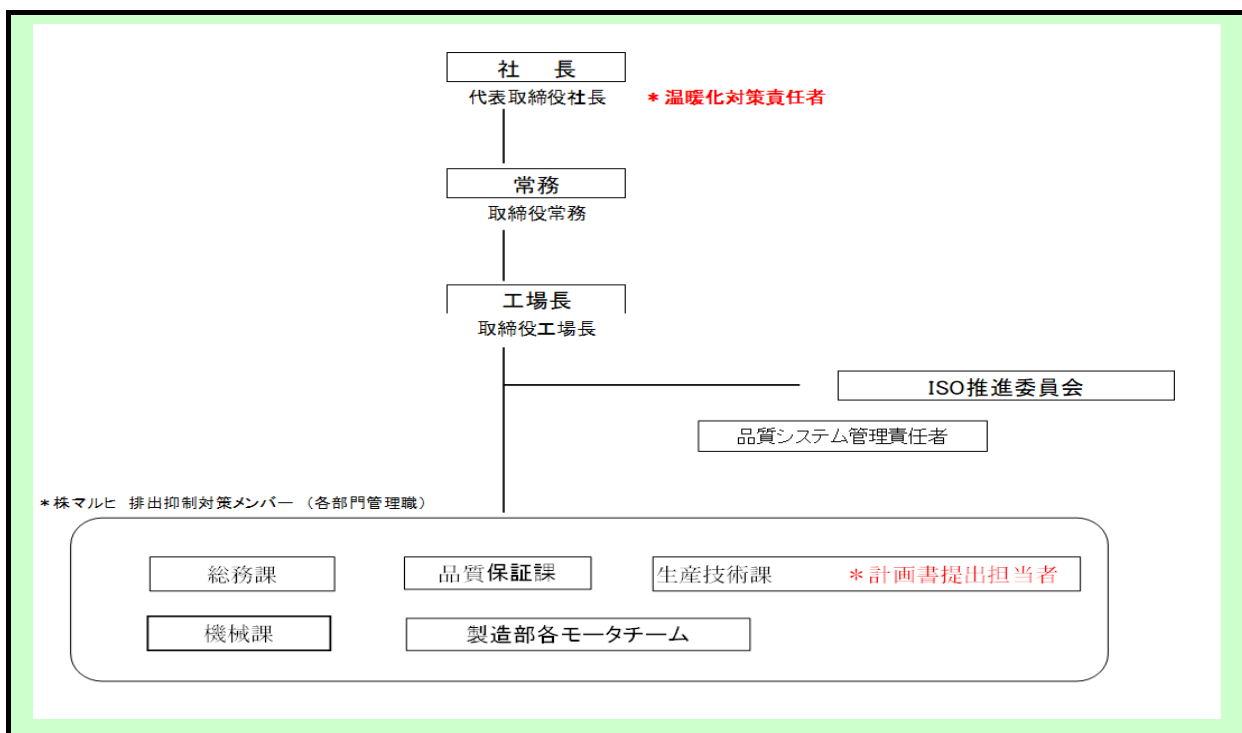 社　長
代表取締役社長　＊温暖化対策責任者
常務
取締役常務
工場長
取締役工場長
ISO推進委員会
品質システム管理責任者
＊株マルヒ 排出抑制対策メンバー （各部門管理職）
総務課　品質保証課　生産技術課　＊計画書提出担当者
機械課　製造部各モータチーム